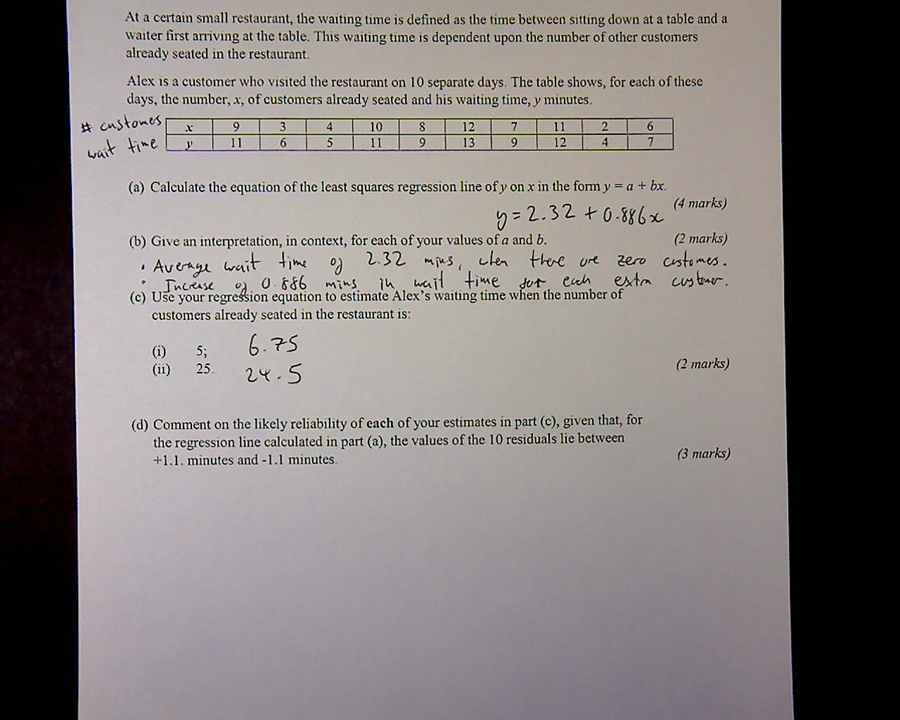 At a certain small restaurant, the waiting time is defined as the time between sitting down at a table and a
waiter first arriving at the table. This waiting time is dependent upon the number of other customers
already seated in the restaurant.
Alex is a customer who visited the restaurant on 10 separate days. The table shows, for each of these
days, the number, x, of customers already seated and his waiting time, y minutes.
# customes x 9 3 4 10 8 12 7 11 2 6
wait time y 11 6 5 11 9 13 9 12 4 7
(a) Calculate the equation of the least squares regression line of y on x in the form y = a + bx.
(4 marks)
y = 2.32 + 0.886x
(b) Give an interpretation, in context, for each of your values of a and b. (2 marks)
• Average wait time of 2.32 mins, when there are zero customes.
• Increase of 0.886 mins in wait time for each extra customer.
(c) Use your regression equation to estimate Alex's waiting time when the number of
customers already seated in the restaurant is:
(i) 5; 6.75
(ii) 25. 24.5 (2 marks)
(d) Comment on the likely reliability of each of your estimates in part (c), given that, for
the regression line calculated in part (a), the values of the 10 residuals lie between
+1.1. minutes and -1.1 minutes. (3 marks)